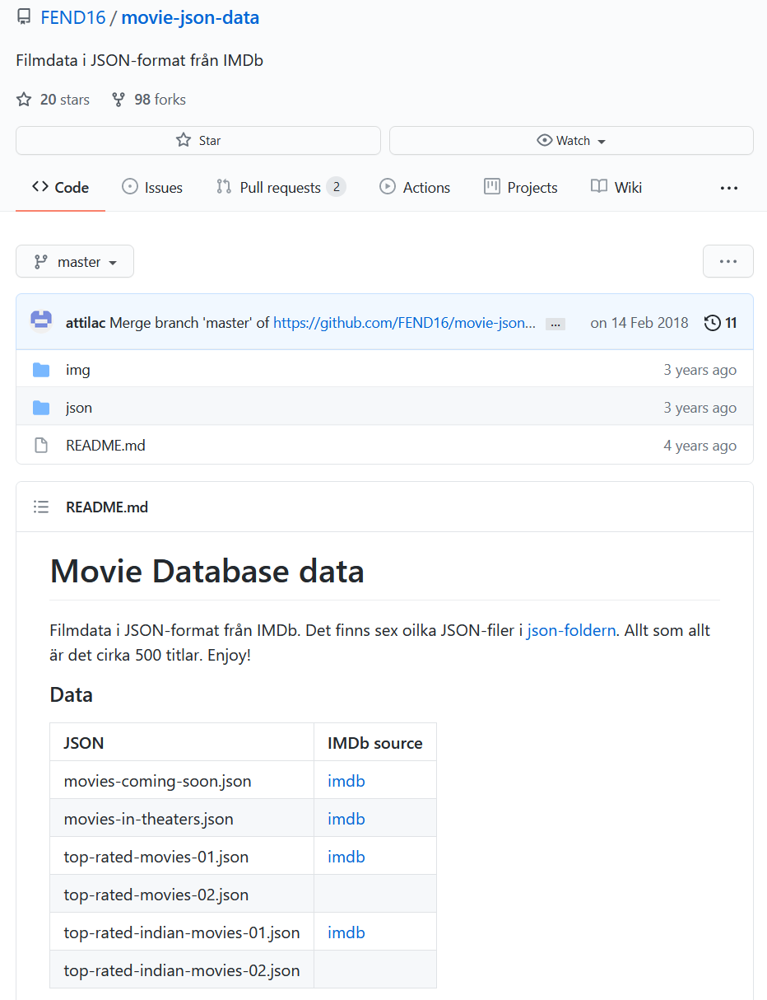 FEND16 / movie-json-data
Filmdata i JSON-format från IMDb
20 stars 98 forks
Star Watch
Code Issues Pull requests 2 Actions Projects Wiki ...
master ...
attilac Merge branch 'master' of https://github.com/FEND16/movie-json... ... on 14 Feb 2018 11
img 3 years ago
json 3 years ago
README.md 4 years ago
README.md
Movie Database data
Filmdata i JSON-format från IMDb. Det finns sex oilka JSON-filer i json-foldern. Allt som allt
är det cirka 500 titlar. Enjoy!
Data
JSON IMDb source
movies-coming-soon.json imdb
movies-in-theaters.json imdb
top-rated-movies-01.json imdb
top-rated-movies-02.json
top-rated-indian-movies-01.json imdb
top-rated-indian-movies-02.json